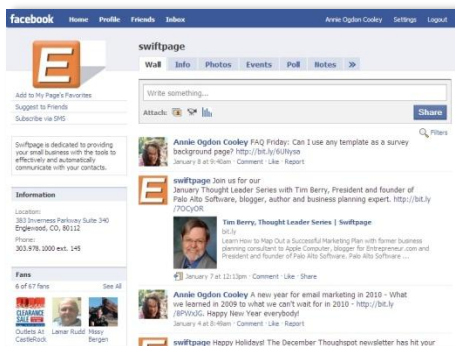 facebook Home Profile Friends Inbox Annie Ogdon Cooley Settings Logout
E
Add to My Page's Favorites
Suggest to Friends
Subscribe via SMS
Swiftpage is dedicated to providing
your small business with the tools to
effectively and automatically
communicate with your contacts.
Information
Location:
383 Inverness Parkway Suite 340
Englewood, CO, 80112
Phone:
303.978.1000 ext. 145
Fans
6 of 67 fans See All
CLEARANCE
SALE
Outlets At
CastleRock
Lamar Rudd
Missy
Bergen
swiftpage
Wall Info Photos Events Poll Notes »
Write something...
Attach: Share
Filters
Annie Ogdon Cooley FAQ Friday: Can I use any template as a survey
background page? http://bit.ly/6UNysa
January 8 at 9:40am · Comment · Like · Report
E
swiftpage Join us for our
January Thought Leader Series with Tim Berry, President and founder of
Palo Alto Software, blogger, author and business planning expert. http://bit.ly
/7OCyOR
Tim Berry, Thought Leader Series | Swiftpage
bit.ly
Learn How to Map Out a Successful Marketing Plan with former business
planning consultant to Apple Computer, blogger for Entrepreneur.com and
President and founder of Palo Alto Software. Palo Alto Software ...
January 7 at 12:13pm · Comment · Like · Share
Annie Ogdon Cooley A new year for email marketing in 2010 - What
we learned in 2009 to what we can't wait for in 2010 - http://bit.ly
/8PWxJG. Happy New Year everybody!
January 4 at 8:49am · Comment · Like · Report
swiftpage Happy Holidays! The December Thoughspot newsletter has hit your